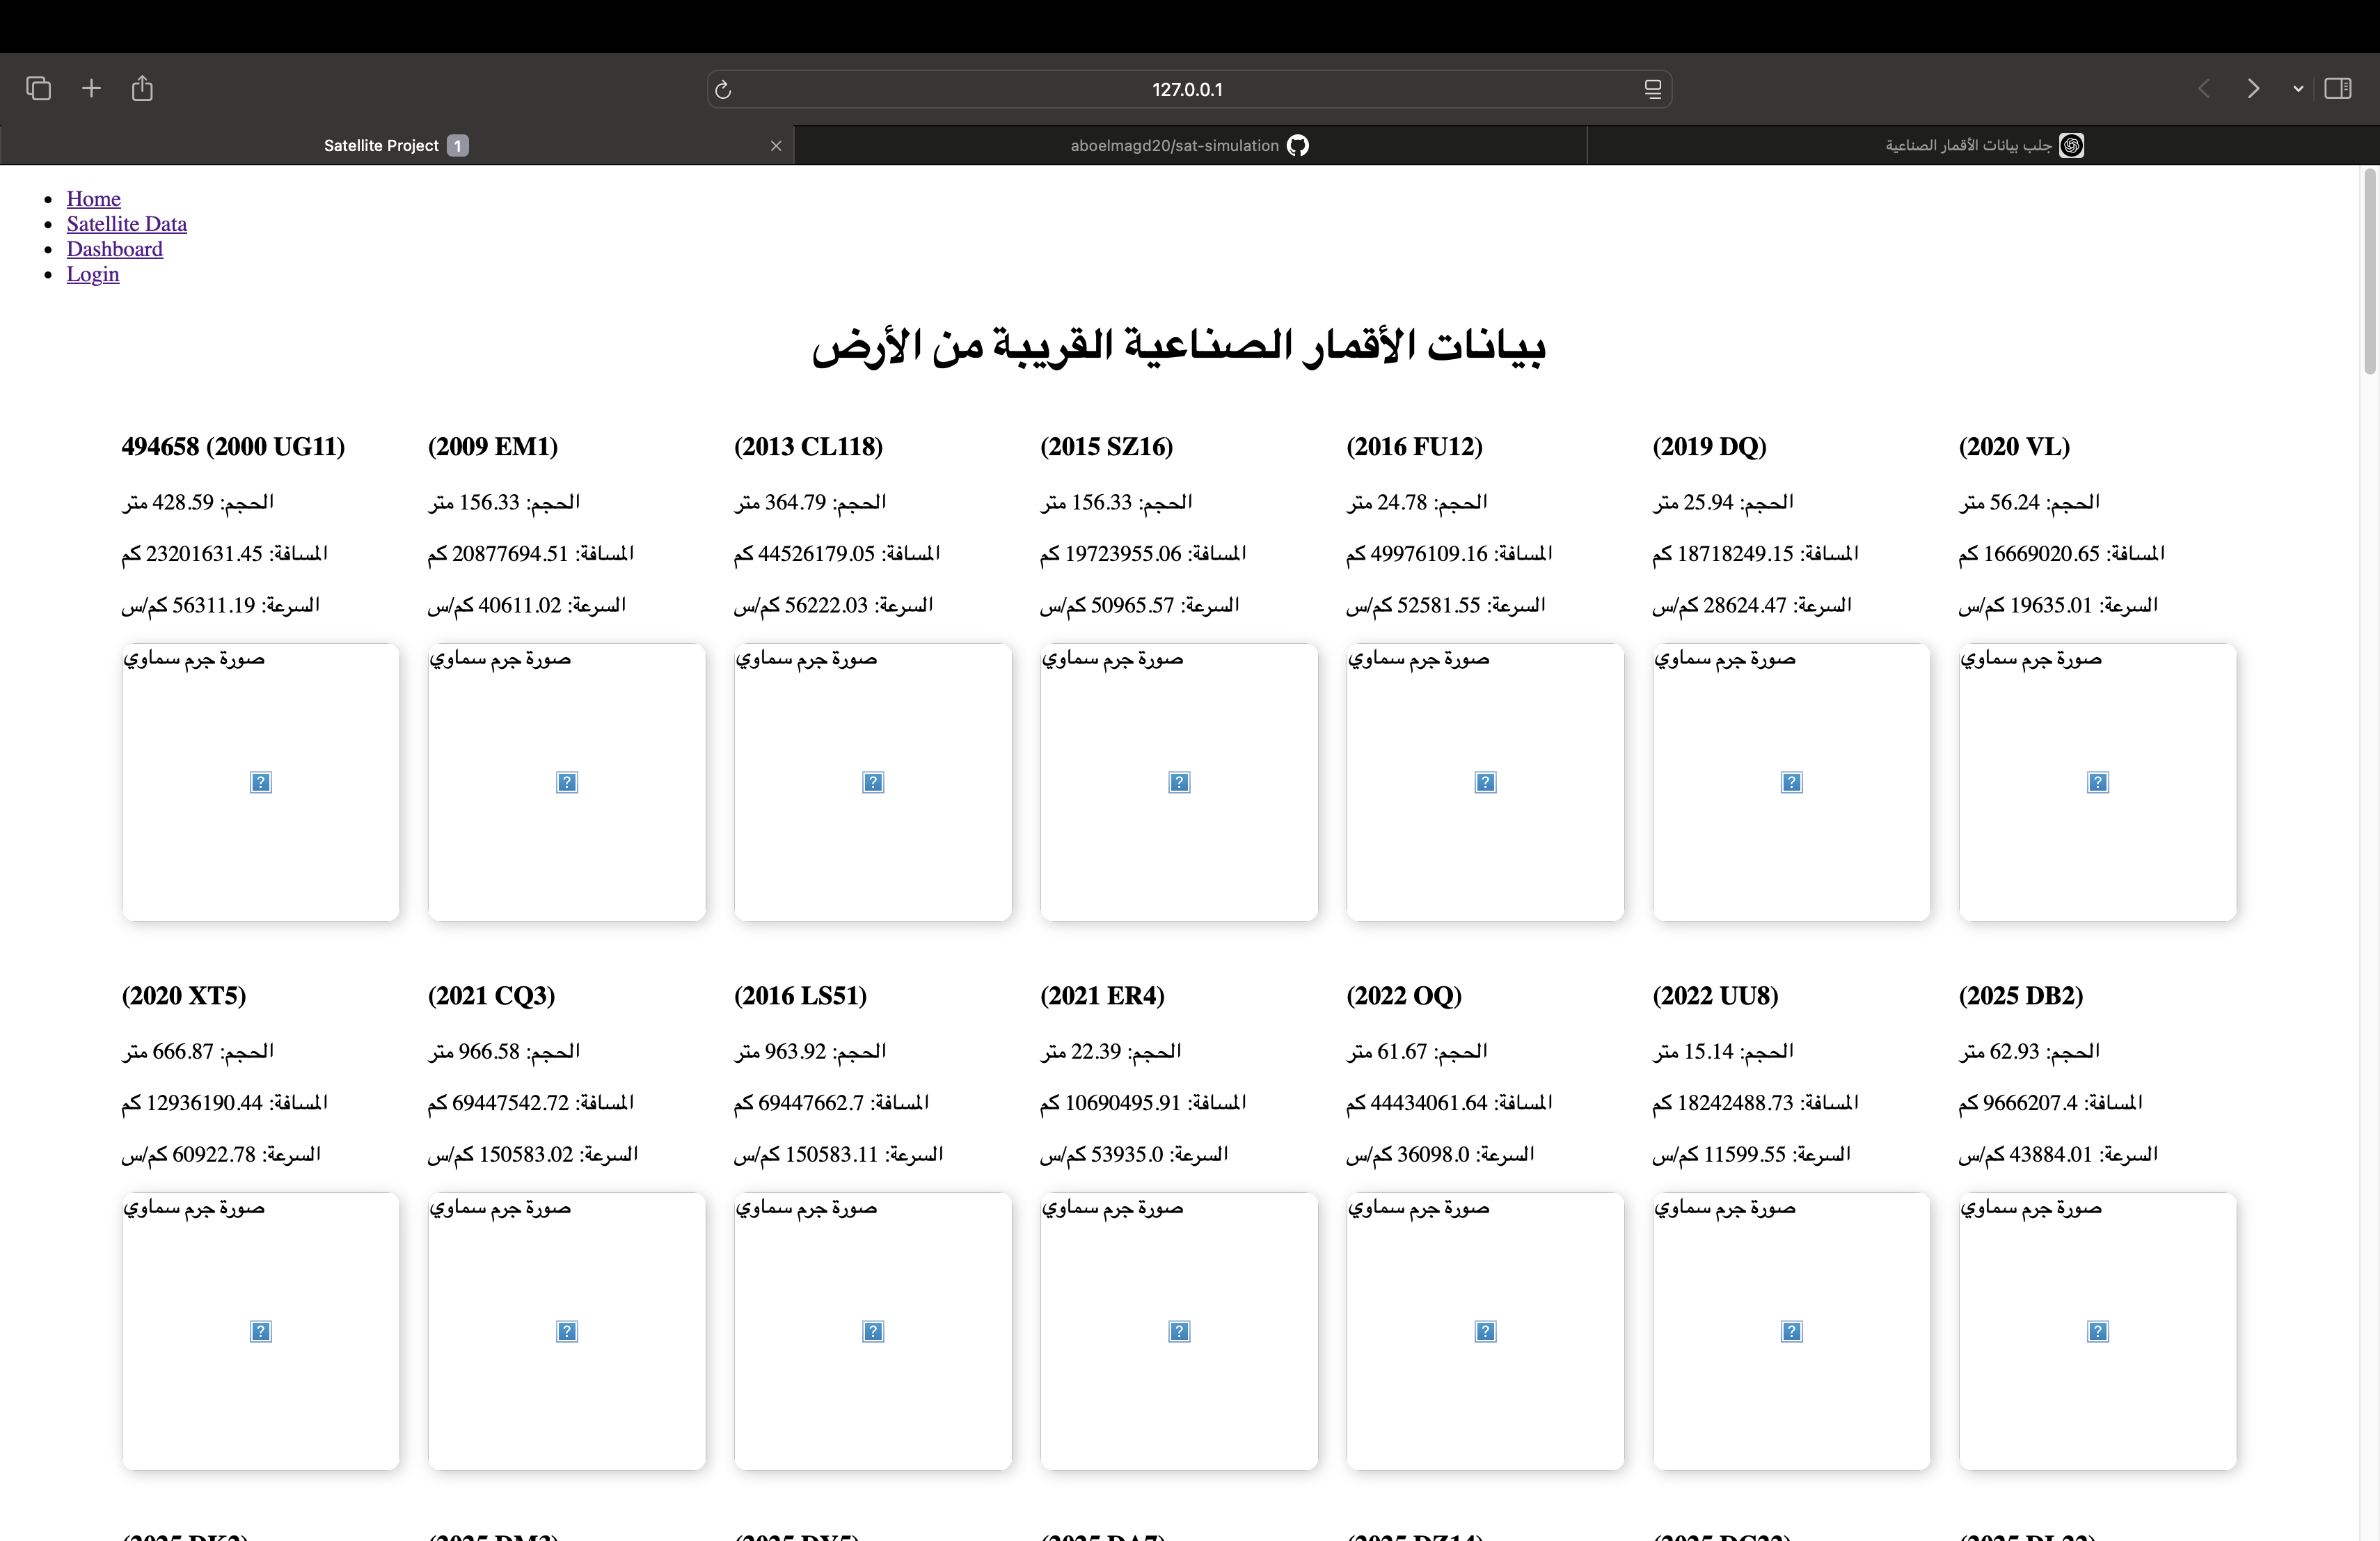 127.0.0.1
Satellite Project 1
aboelmagd20/sat-simulation
جلب بيانات الأقمار الصناعية
Home
Satellite Data
Dashboard
Login
بيانات الأقمار الصناعية القريبة من الأرض
494658 (2000 UG11)
الحجم: 428.59 متر
المسافة: 23201631.45 كم
السرعة: 56311.19 كم/س
صورة جرم سماوي
(2009 EM1)
الحجم: 156.33 متر
المسافة: 20877694.51 كم
السرعة: 40611.02 كم/س
صورة جرم سماوي
(2013 CL118)
الحجم: 364.79 متر
المسافة: 44526179.05 كم
السرعة: 56222.03 كم/س
صورة جرم سماوي
(2015 SZ16)
الحجم: 156.33 متر
المسافة: 19723955.06 كم
السرعة: 50965.57 كم/س
صورة جرم سماوي
(2016 FU12)
الحجم: 24.78 متر
المسافة: 49976109.16 كم
السرعة: 52581.55 كم/س
صورة جرم سماوي
(2019 DQ)
الحجم: 25.94 متر
المسافة: 18718249.15 كم
السرعة: 28624.47 كم/س
صورة جرم سماوي
(2020 VL)
الحجم: 56.24 متر
المسافة: 16669020.65 كم
السرعة: 19635.01 كم/س
صورة جرم سماوي
(2020 XT5)
الحجم: 666.87 متر
المسافة: 12936190.44 كم
السرعة: 60922.78 كم/س
صورة جرم سماوي
(2021 CQ3)
الحجم: 966.58 متر
المسافة: 69447542.72 كم
السرعة: 150583.02 كم/س
صورة جرم سماوي
(2016 LS51)
الحجم: 963.92 متر
المسافة: 69447662.7 كم
السرعة: 150583.11 كم/س
صورة جرم سماوي
(2021 ER4)
الحجم: 22.39 متر
المسافة: 10690495.91 كم
السرعة: 53935.0 كم/س
صورة جرم سماوي
(2022 OQ)
الحجم: 61.67 متر
المسافة: 44434061.64 كم
السرعة: 36098.0 كم/س
صورة جرم سماوي
(2022 UU8)
الحجم: 15.14 متر
المسافة: 18242488.73 كم
السرعة: 11599.55 كم/س
صورة جرم سماوي
(2025 DB2)
الحجم: 62.93 متر
المسافة: 9666207.4 كم
السرعة: 43884.01 كم/س
صورة جرم سماوي